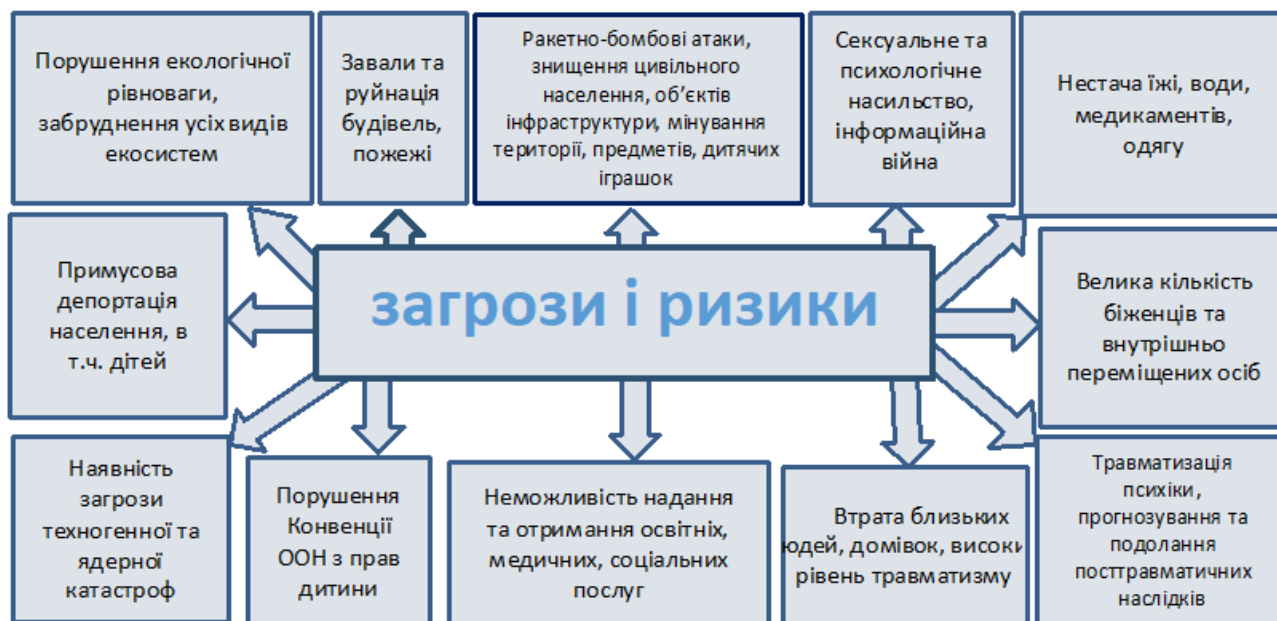 Порушення екологічної
рівноваги,
забруднення усіх видів
екосистем
Завали та
руйнація
будівель,
пожежі
Ракетно-бомбові атаки,
знищення цивільного
населення, об’єктів
інфраструктури, мінування
території, предметів, дитячих
іграшок
Сексуальне та
психологічне
насильство,
інформаційна
війна
Нестача їжі, води,
медикаментів,
одягу
Примусова
депортація
населення, в
т.ч. дітей
загрози і ризики
Велика кількість
біженців та
внутрішньо
переміщених осіб
Наявність
загрози
техногенної та
ядерної
катастроф
Порушення
Конвенції
ООН з прав
дитини
Неможливість надання
та отримання освітніх,
медичних, соціальних
послуг
Втрата близьких
юдей, домівок, високи
рівень травматизму
Травматизація
психіки,
прогнозування та
подолання
посттравматичних
наслідків